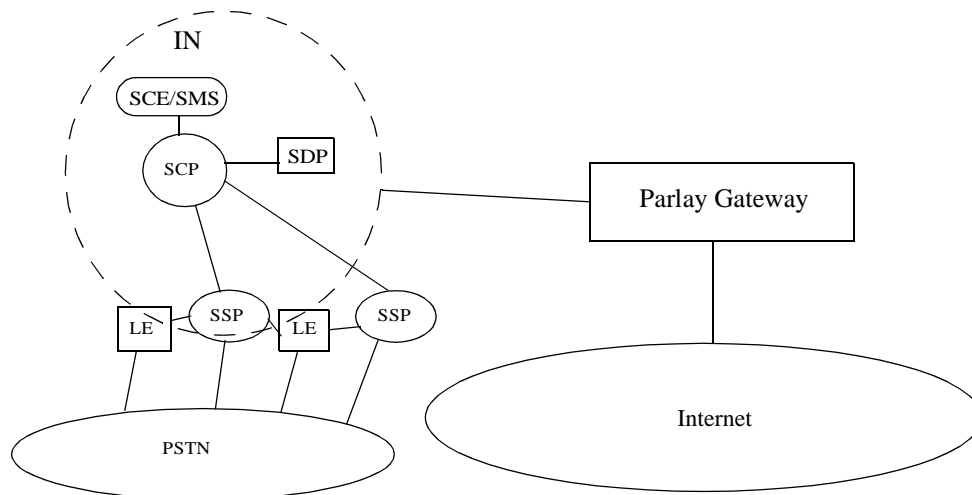 IN
SCE/SMS
SCP
SDP
Parlay Gateway
LE
SSP
LE
SSP
Internet
PSTN